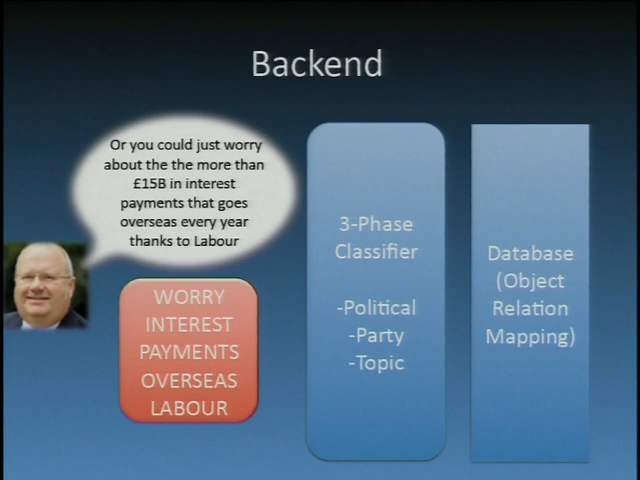 Backend
Or you could just worry
about the the more than
£15B in interest
payments that goes
overseas every year
thanks to Labour
WORRY
INTEREST
PAYMENTS
OVERSEAS
LABOUR
3-Phase
Classifier
-Political
-Party
-Topic
Database
(Object
Relation
Mapping)